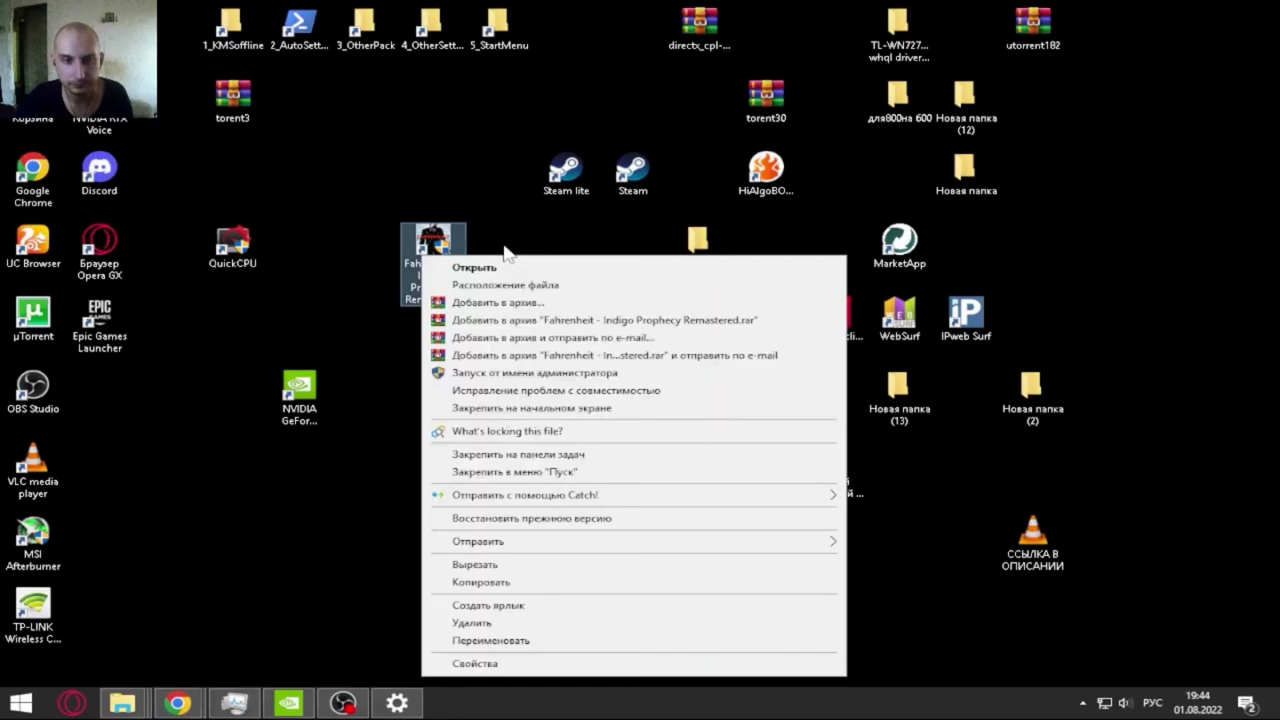 1_KMSoffline
2_AutoSett...
3_OtherPack
4_OtherSett...
5_StartMenu
directx_cpl-...
TL-WN727...
whql driver...
utorrent182
Корзина
NVIDIA RTX
Voice
torent3
torent30
для800на 600
Новая папка
(12)
Google
Chrome
Discord
Steam lite
Steam
HiAlgoBO...
Новая папка
UC Browser
Браузер
Opera GX
QuickCPU
MarketApp
µTorrent
Epic Games
Launcher
WebSurf
IPweb Surf
OBS Studio
NVIDIA
GeFor...
Новая папка
(13)
Новая папка
(2)
VLC media
player
MSI
Afterburner
ССЫЛКА В
ОПИСАНИИ
TP-LINK
Wireless C...
Открыть
Расположение файла
Добавить в архив...
Добавить в архив "Fahrenheit - Indigo Prophecy Remastered.rar"
Добавить в архив и отправить по e-mail...
Добавить в архив "Fahrenheit - In...stered.rar" и отправить по e-mail
Запуск от имени администратора
Исправление проблем с совместимостью
Закрепить на начальном экране
What's locking this file?
Закрепить на панели задач
Закрепить в меню "Пуск"
Отправить с помощью Catch!
Восстановить прежнюю версию
Отправить
Вырезать
Копировать
Создать ярлык
Удалить
Переименовать
Свойства
РУС
19:44
01.08.2022
2